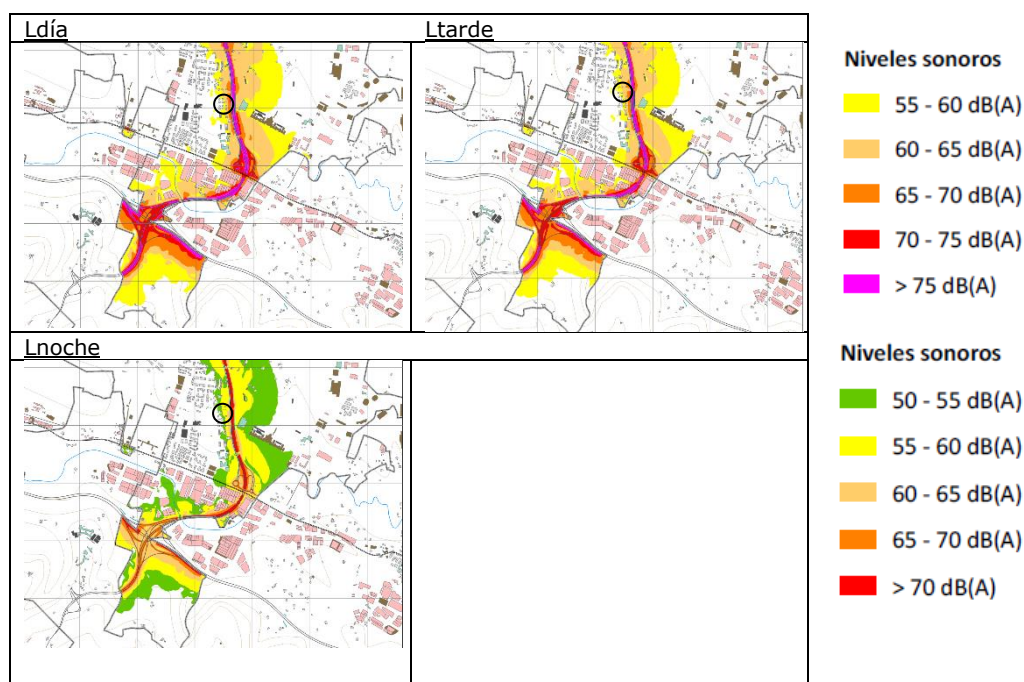 Ldía
Ltarde
Lnoche
Niveles sonoros
55 - 60 dB(A)
60 - 65 dB(A)
65 - 70 dB(A)
70 - 75 dB(A)
> 75 dB(A)
Niveles sonoros
50 - 55 dB(A)
55 - 60 dB(A)
60 - 65 dB(A)
65 - 70 dB(A)
> 70 dB(A)